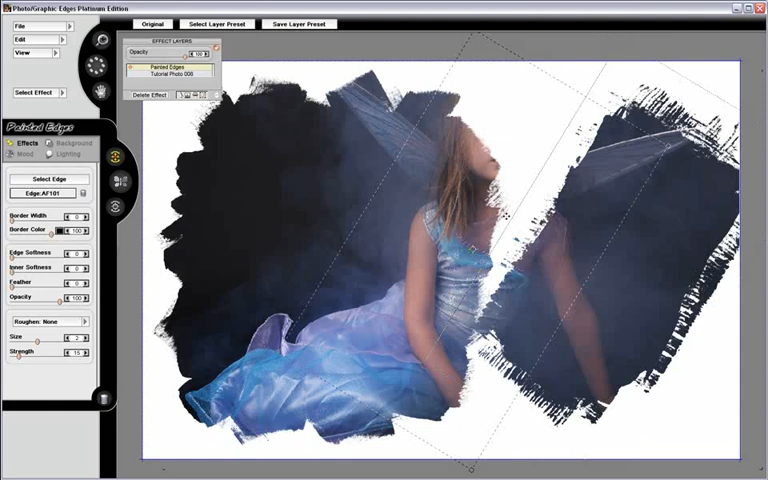 Photo/Graphic Edges Platinum Edition
File
Edit
View
Select Effect
Original
Select Layer Preset
Save Layer Preset
EFFECT LAYERS
Opacity
100
Painted Edges
Tutorial Photo 008
Delete Effect
Painted Edges
Effects
Background
Mood
Lighting
Select Edge
Edge:AF101
Border Width
0
Border Color
100
Edge Softness
0
Inner Softness
0
Feather
0
Opacity
100
Roughen: None
Size
2
Strength
15